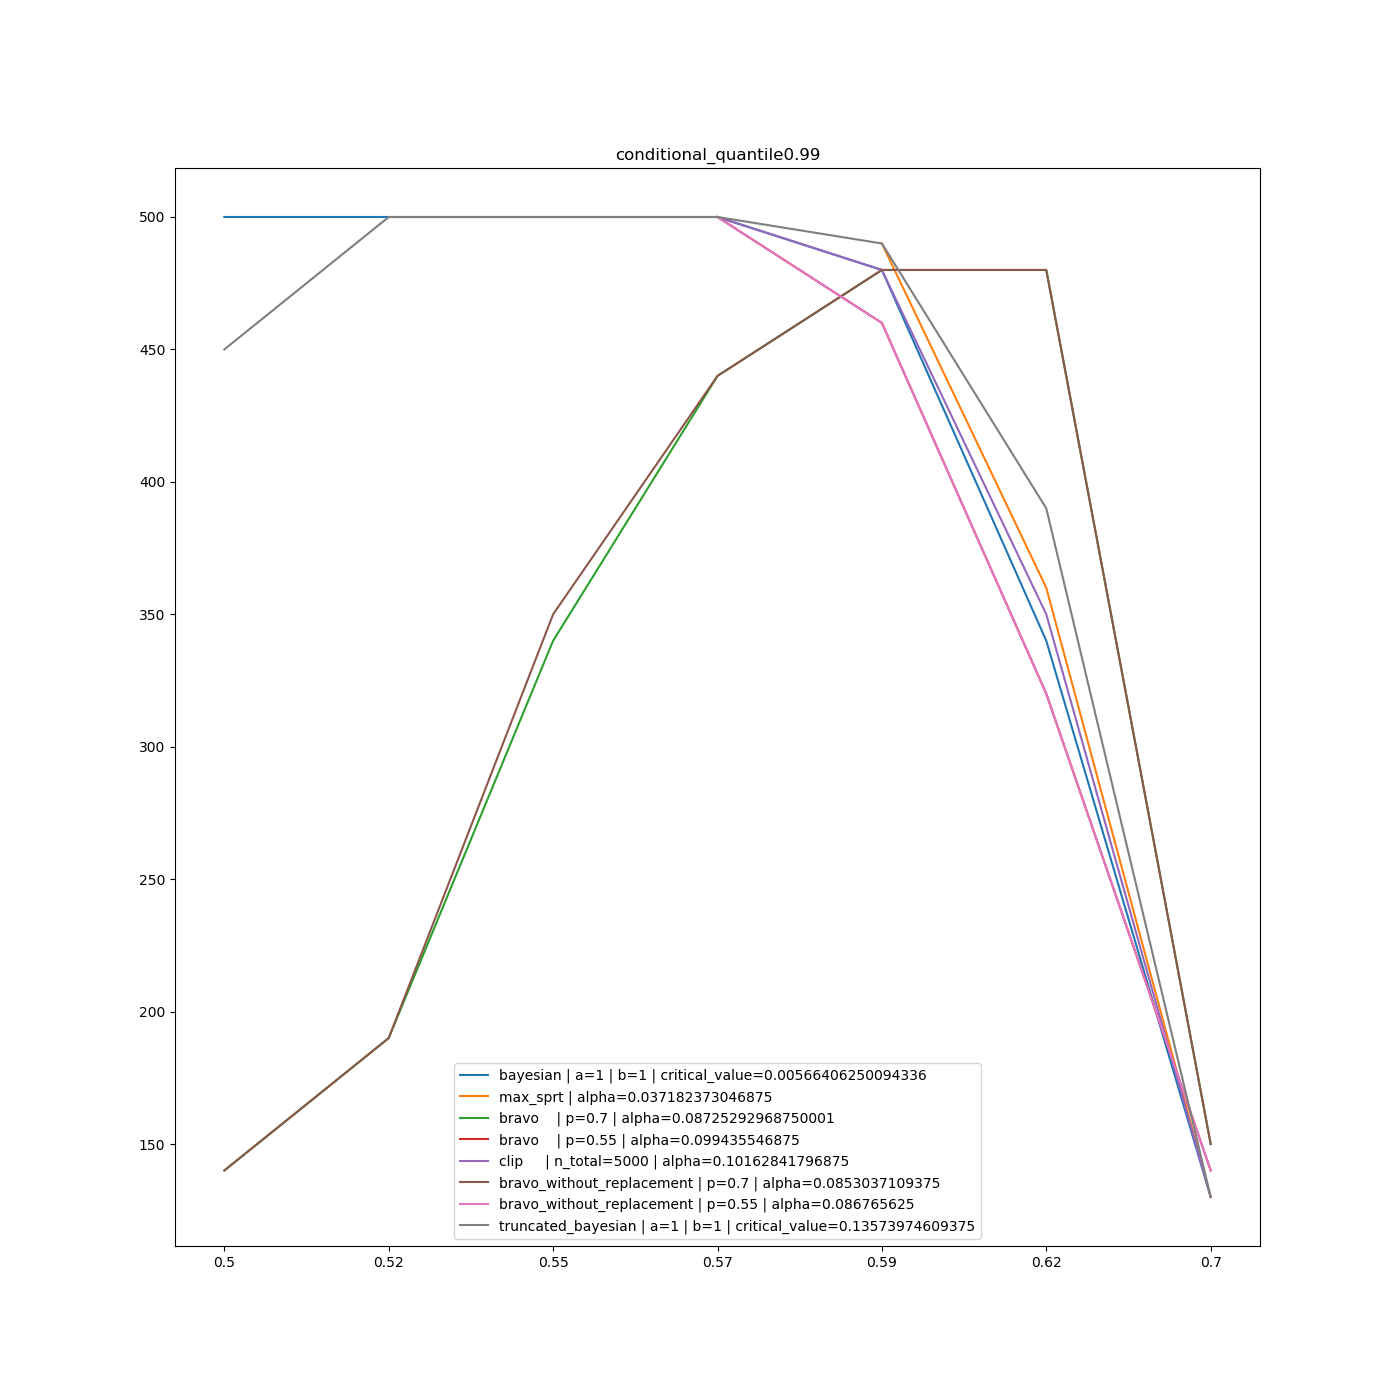 conditional_quantile0.99
500
450
400
350
300
250
200
150
bayesian | a=1 | b=1 | critical_value=0.00566406250094336
max_sprt | alpha=0.037182373046875
bravo    | p=0.7 | alpha=0.08725292968750001
bravo    | p=0.55 | alpha=0.099435546875
clip     | n_total=5000 | alpha=0.10162841796875
bravo_without_replacement | p=0.7 | alpha=0.0853037109375
bravo_without_replacement | p=0.55 | alpha=0.086765625
truncated_bayesian | a=1 | b=1 | critical_value=0.13573974609375
0.5 0.52 0.55 0.57 0.59 0.62 0.7